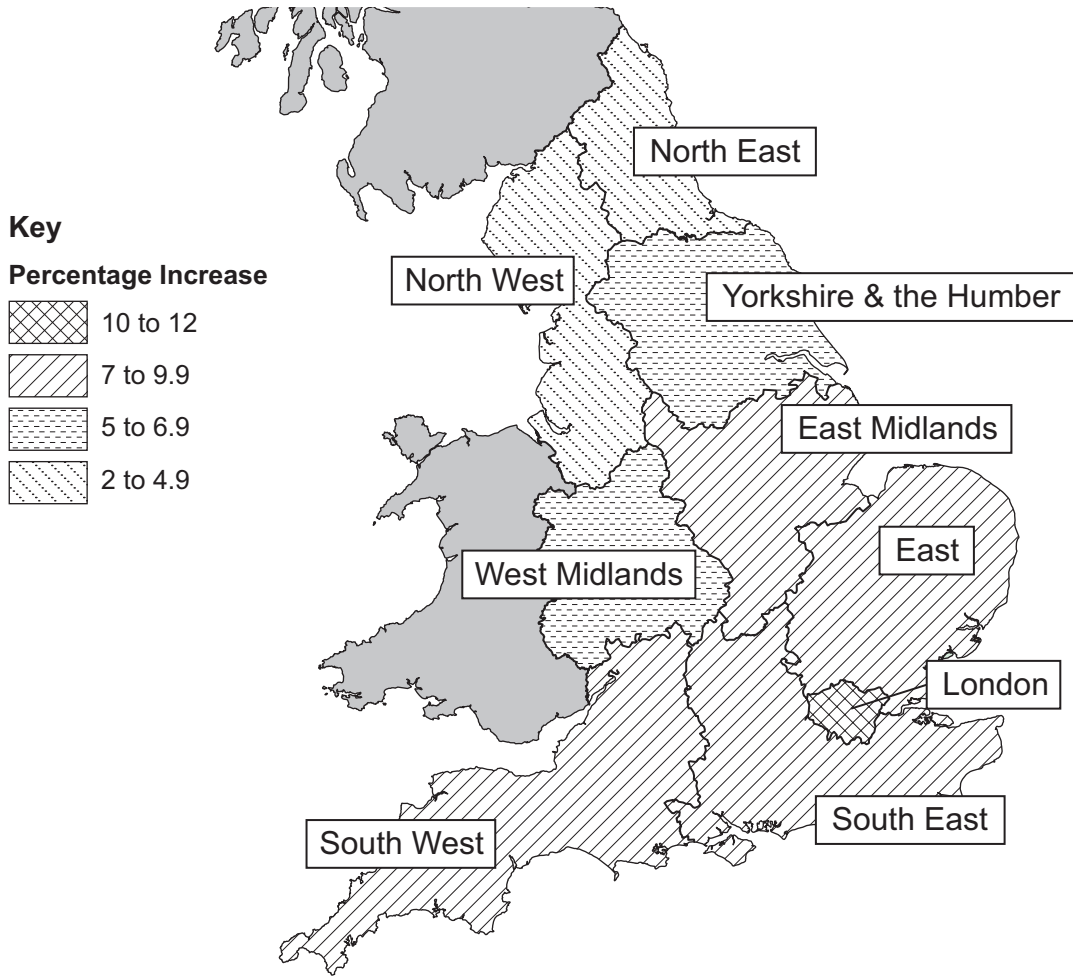 North East
Key
Percentage Increase
10 to 12
7 to 9.9
5 to 6.9
2 to 4.9
North West
Yorkshire & the Humber
East Midlands
East
West Midlands
London
South East
South West